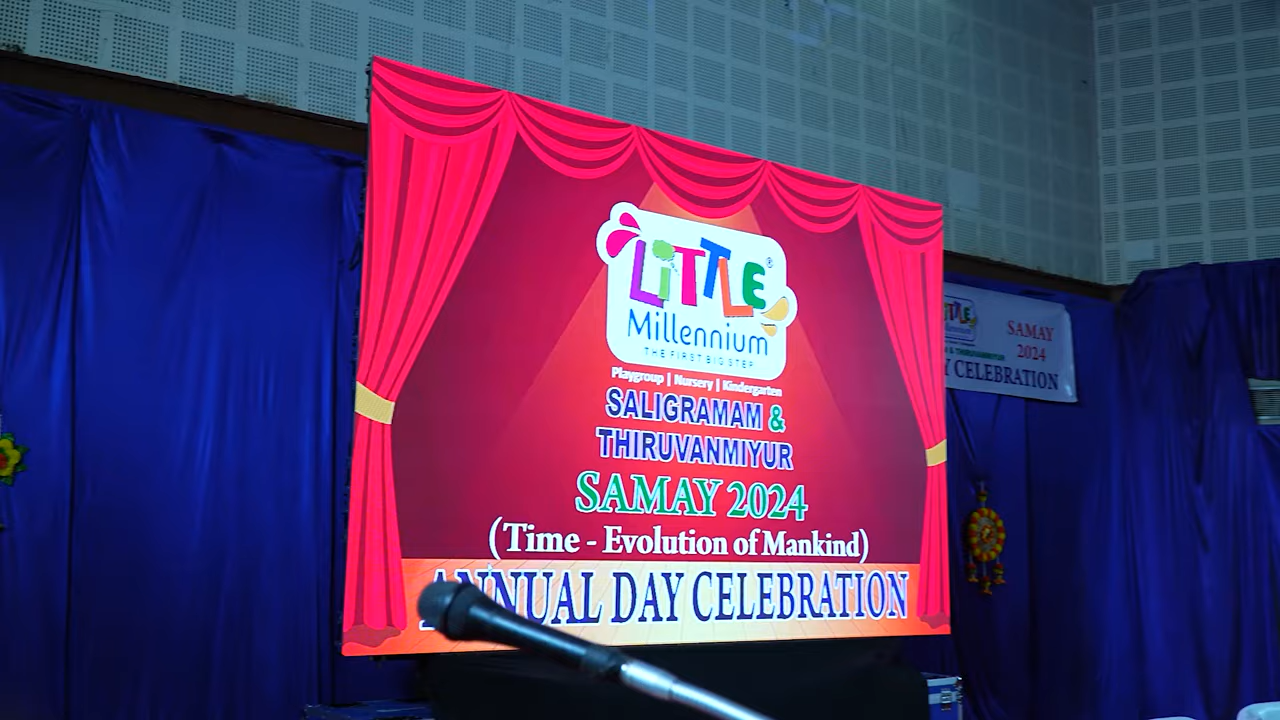 LiTTLE®
Millennium
THE FIRST BIG STEP
Playgroup | Nursery | Kindergarten
SALIGRAMAM &
THIRUVANMIYUR
SAMAY 2024
(Time - Evolution of Mankind)
ANNUAL DAY CELEBRATION
SAMAY
2024
& THIRUVANMIYUR
CELEBRATION